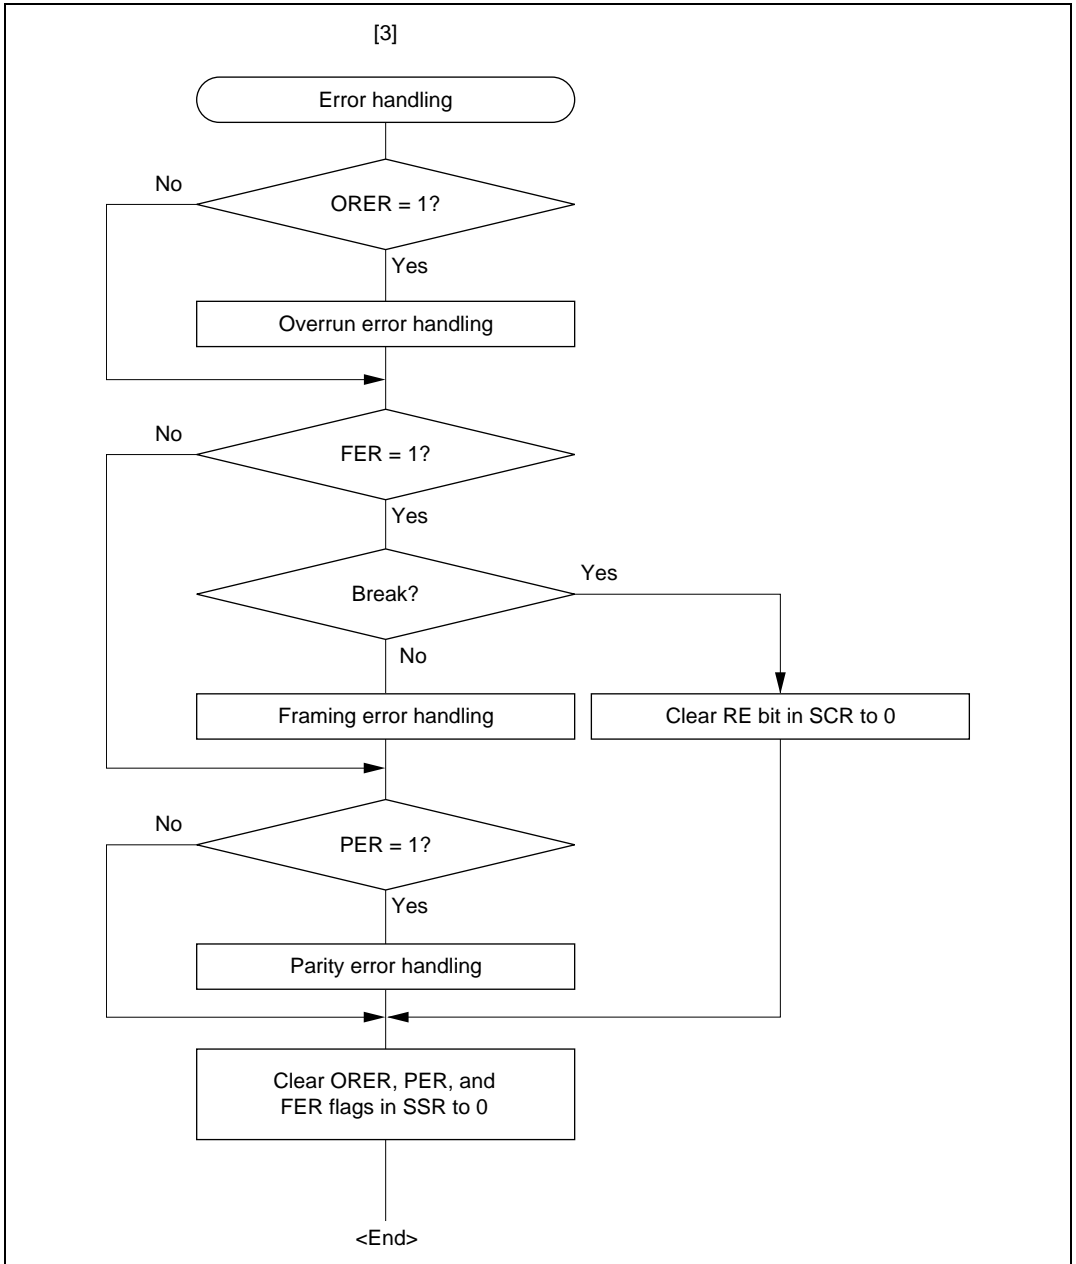 [3]
Error handling
No
ORER = 1?
Yes
Overrun error handling
No
FER = 1?
Yes
Break?
Yes
No
Framing error handling
Clear RE bit in SCR to 0
No
PER = 1?
Yes
Parity error handling
Clear ORER, PER, and
FER flags in SSR to 0
<End>